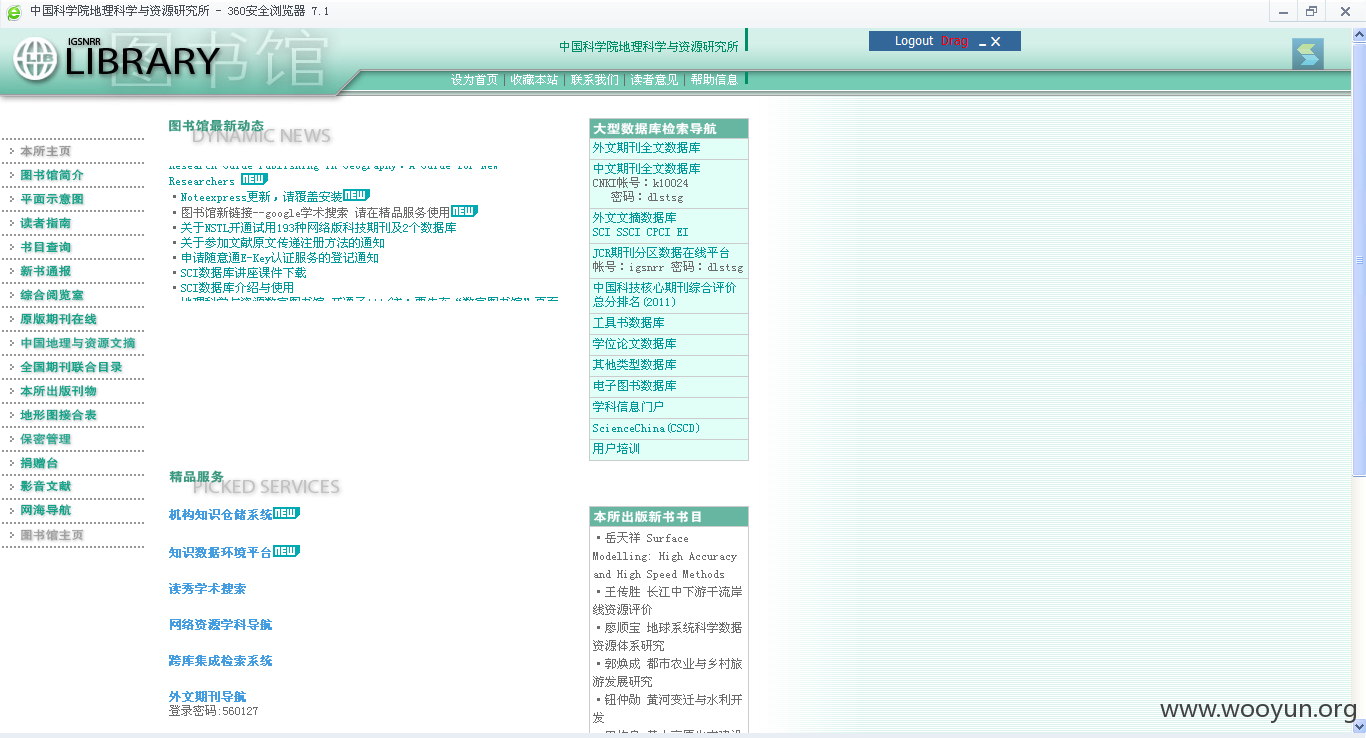 中国科学院地理科学与资源研究所 - 360安全浏览器 7.1
IGSNRR
LIBRARY
图书馆
中国科学院地理科学与资源研究所
Logout Drag
设为首页 | 收藏本站 | 联系我们 | 读者意见 | 帮助信息
本所主页
图书馆简介
平面示意图
读者指南
书目查询
新书通报
综合阅览室
原版期刊在线
中国地理与资源文摘
全国期刊联合目录
本所出版刊物
地形图接合表
保密管理
捐赠台
影音文献
网海导航
图书馆主页
图书馆最新动态
DYNAMIC NEWS
Research Guide Publishing in Geography：A Guide for New
Researchers NEW
·Noteexpress更新，请覆盖安装NEW
·图书馆新链接--google学术搜索 请在精品服务使用NEW
·关于NSTL开通试用193种网络版科技期刊及2个数据库
·关于参加文献原文传递注册方法的通知
·申请随意通E-Key认证服务的登记通知
·SCI数据库讲座课件下载
·SCI数据库介绍与使用
精品服务
PICKED SERVICES
机构知识仓储系统NEW
知识数据环境平台NEW
读秀学术搜索
网络资源学科导航
跨库集成检索系统
外文期刊导航
登录密码:560127
大型数据库检索导航
外文期刊全文数据库
中文期刊全文数据库
CNKI帐号：k10024
密码：dlstsg
外文文摘数据库
SCI SSCI CPCI EI
JCR期刊分区数据在线平台
帐号：igsnrr 密码：dlstsg
中国科技核心期刊综合评价
总分排名(2011)
工具书数据库
学位论文数据库
其他类型数据库
电子图书数据库
学科信息门户
ScienceChina(CSCD)
用户培训
本所出版新书书目
·岳天祥 Surface
Modelling: High Accuracy
and High Speed Methods
·王传胜 长江中下游干流岸
线资源评价
·廖顺宝 地球系统科学数据
资源体系研究
·郭焕成 都市农业与乡村旅
游发展研究
·钮仲勋 黄河变迁与水利开
发
www.wooyun.org